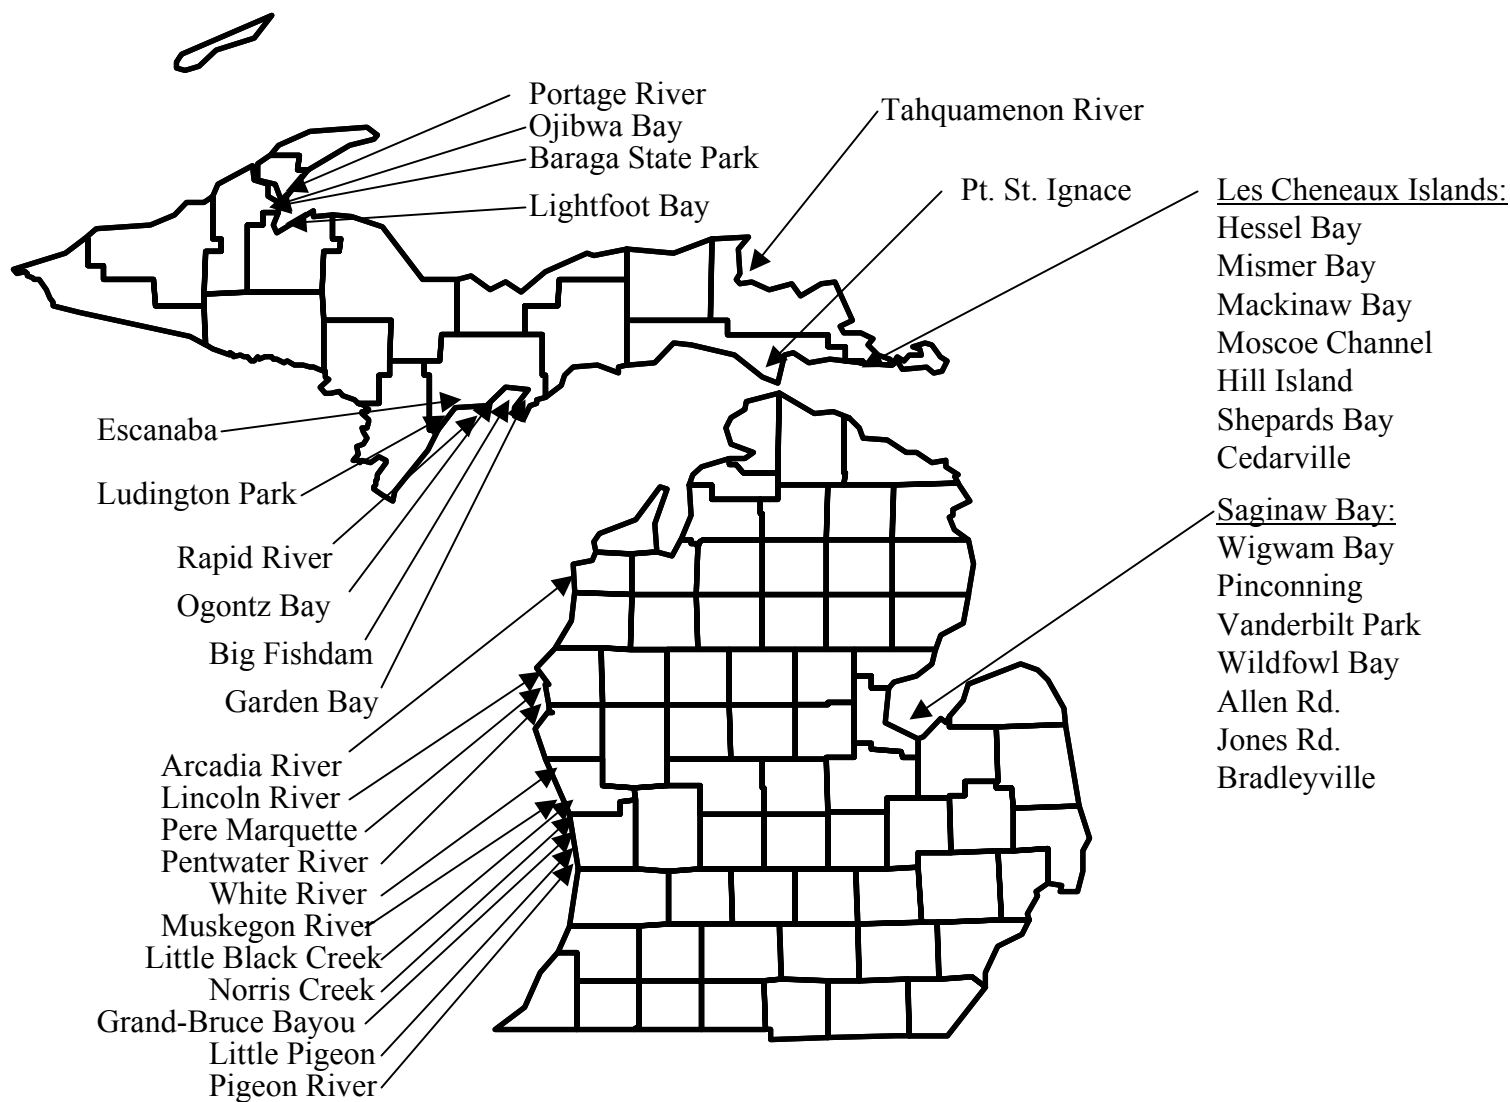 Portage River
Ojibwa Bay
Baraga State Park
Lightfoot Bay
Tahquamenon River
Pt. St. Ignace
Les Cheneaux Islands:
Hessel Bay
Mismer Bay
Mackinaw Bay
Moscoe Channel
Hill Island
Shepards Bay
Cedarville
Saginaw Bay:
Wigwam Bay
Pinconning
Vanderbilt Park
Wildfowl Bay
Allen Rd.
Jones Rd.
Bradleyville
Escanaba
Ludington Park
Rapid River
Ogontz Bay
Big Fishdam
Garden Bay
Arcadia River
Lincoln River
Pere Marquette
Pentwater River
White River
Muskegon River
Little Black Creek
Norris Creek
Grand-Bruce Bayou
Little Pigeon
Pigeon River